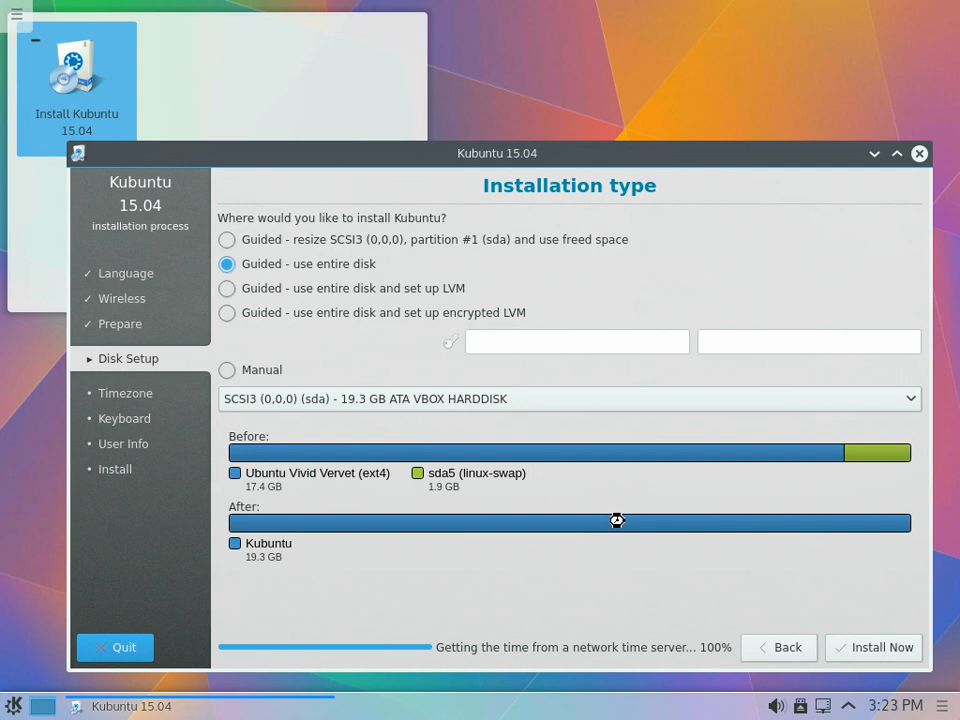 Install Kubuntu
15.04
Kubuntu 15.04
Kubuntu
15.04
installation process
✓ Language
✓ Wireless
✓ Prepare
▸ Disk Setup
• Timezone
• Keyboard
• User Info
• Install
Quit
Installation type
Where would you like to install Kubuntu?
Guided - resize SCSI3 (0,0,0), partition #1 (sda) and use freed space
Guided - use entire disk
Guided - use entire disk and set up LVM
Guided - use entire disk and set up encrypted LVM
Manual
SCSI3 (0,0,0) (sda) - 19.3 GB ATA VBOX HARDDISK
Before:
Ubuntu Vivid Vervet (ext4) sda5 (linux-swap)
17.4 GB 1.9 GB
After:
Kubuntu
19.3 GB
Getting the time from a network time server... 100% Back Install Now
Kubuntu 15.04 3:23 PM